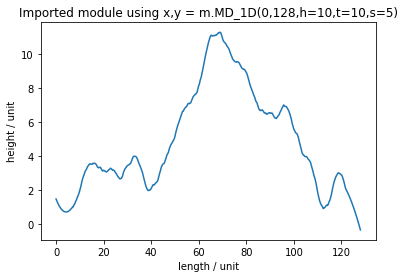 Imported module using x,y = m.MD_1D(0,128,h=10,t=10,s=5)
10
8
6
4
2
0
height / unit
0 20 40 60 80 100 120
length / unit